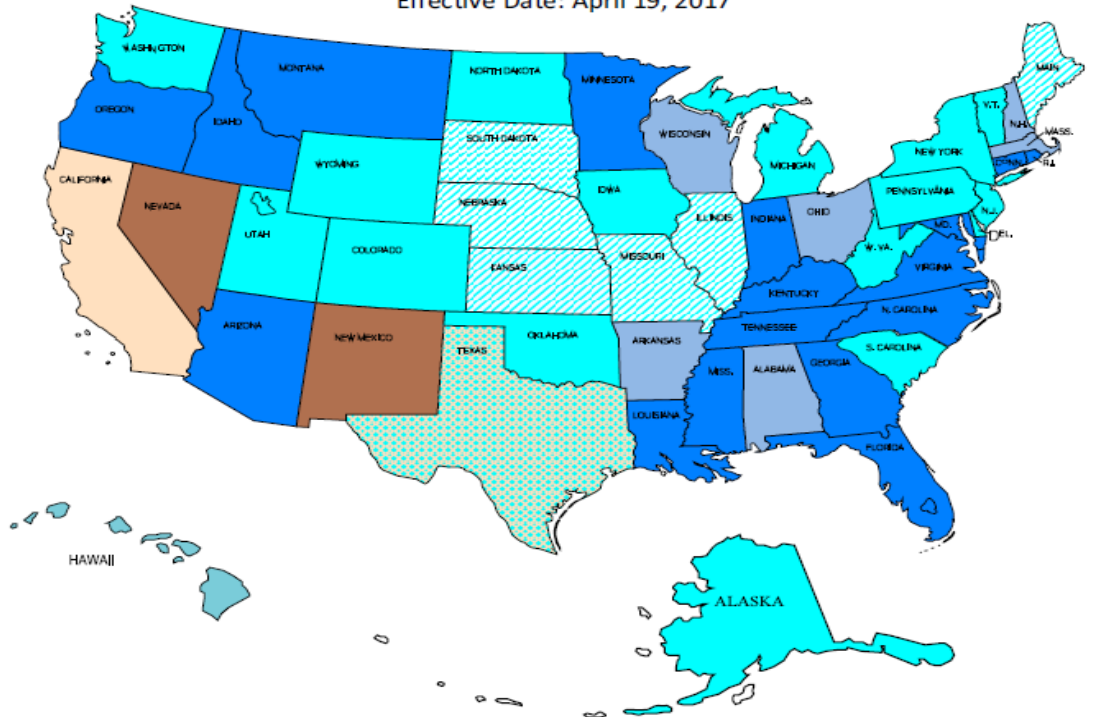 Effective Date: April 19, 2017
WASHINGTON
MONTANA
NORTH DAKOTA
MINNESOTA
MAIN
OREGON
IDAHO
SOUTH DAKOTA
WISCONSIN
V.T.
N.H.
MASS.
WYOMING
MICHIGAN
NEW YORK
CONN.
RI
CALIFORNIA
NEVADA
NEBRASKA
IOWA
PENNSYLVANIA
N.J.
UTAH
COLORADO
KANSAS
MISSOURI
ILLINOIS
INDIANA
OHIO
W. VA.
MD.
DEL.
VIRGINIA
KENTUCKY
N. CAROLINA
ARIZONA
NEW MEXICO
TEXAS
OKLAHOMA
ARKANSAS
TENNESSEE
S. CAROLINA
MISS.
ALABAMA
GEORGIA
LOUISIANA
FLORIDA
HAWAII
ALASKA